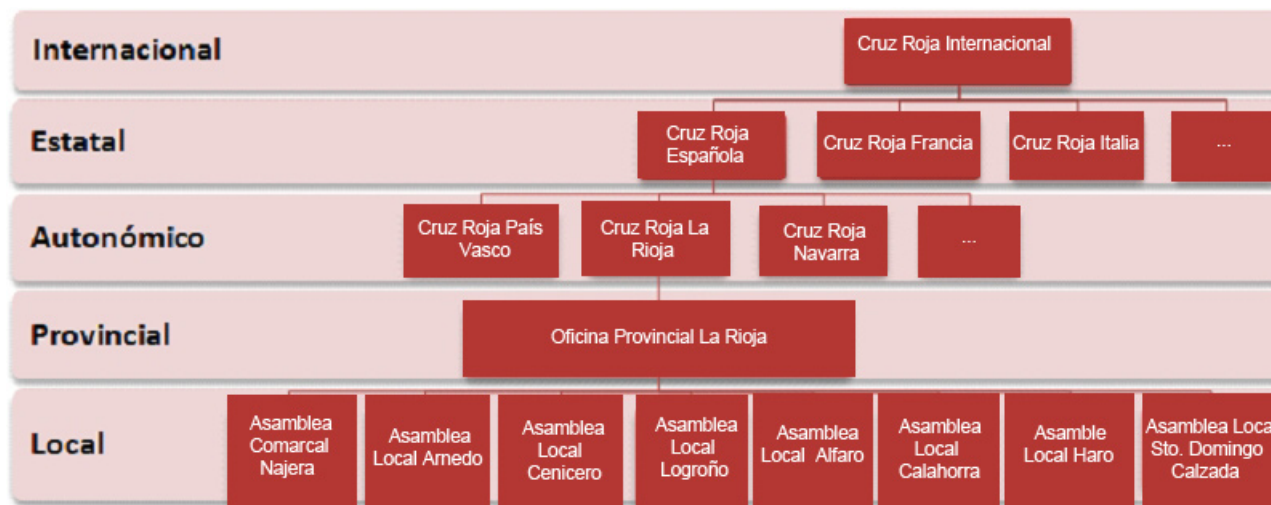 Internacional
Cruz Roja Internacional
Estatal
Cruz Roja
Española
Cruz Roja Francia
Cruz Roja Italia
...
Autonómico
Cruz Roja País
Vasco
Cruz Roja La
Rioja
Cruz Roja
Navarra
...
Provincial
Oficina Provincial La Rioja
Local
Asamblea
Comarcal
Najera
Asamblea
Local Arnedo
Asamblea
Local
Cenicero
Asamblea
Local
Logroño
Asamblea
Local Alfaro
Asamblea
Local
Calahorra
Asamble
Local Haro
Asamblea Loca
Sto. Domingo
Calzada